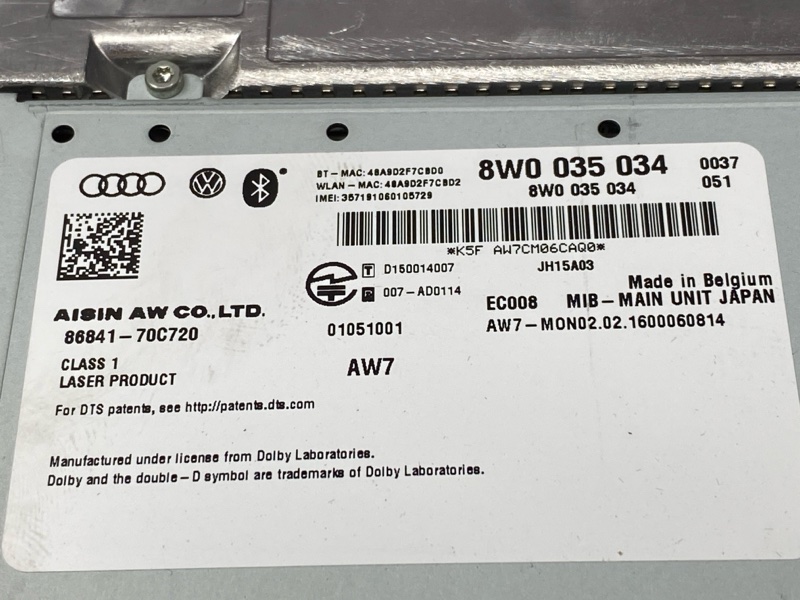 BT-MAC:48A9D2F7CBD0
WLAN-MAC:48A9D2F7CBD2
IMEI:357191060105729
8W0 035 034 0037
8W0 035 034 051
*K5F AW7CM06CAQ0*
T D150014007
JH15A03
R 007-AD0114
Made in Belgium
EC008 MIB-MAIN UNIT JAPAN
AW7-MON02.02.1600060814
AISIN AW CO.,LTD.
86841-70C720
01051001
CLASS 1
LASER PRODUCT
AW7
For DTS patents, see http://patents.dts.com
Manufactured under license from Dolby Laboratories.
Dolby and the double-D symbol are trademarks of Dolby Laboratories.